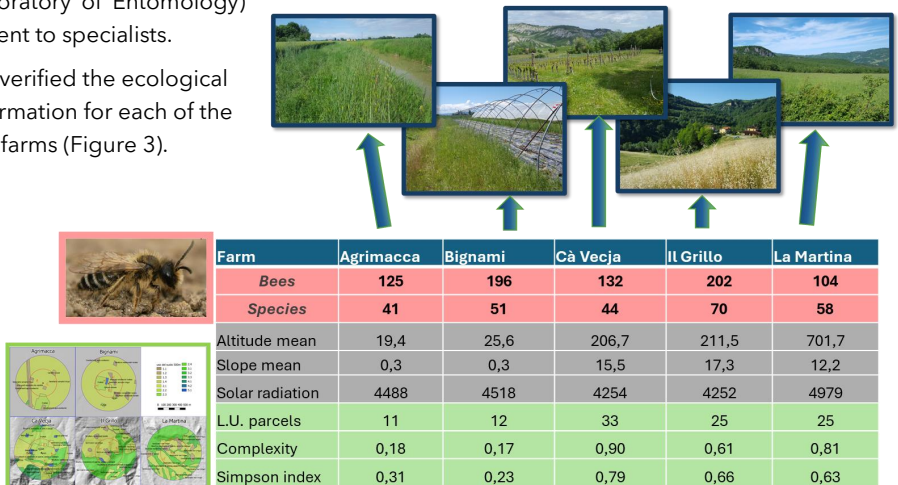 oratory of Entomology)
ent to specialists.
verified the ecological
rmation for each of the
farms (Figure 3).
Farm Agrimacca Bignami Cà Vecja Il Grillo La Martina
Bees 125 196 132 202 104
Species 41 51 44 70 58
Altitude mean 19,4 25,6 206,7 211,5 701,7
Slope mean 0,3 0,3 15,5 17,3 12,2
Solar radiation 4488 4518 4254 4252 4979
L.U. parcels 11 12 33 25 25
Complexity 0,18 0,17 0,90 0,61 0,81
Simpson index 0,31 0,23 0,79 0,66 0,63
Agrimacca Bignami
Cà Vecja Il Grillo La Martina